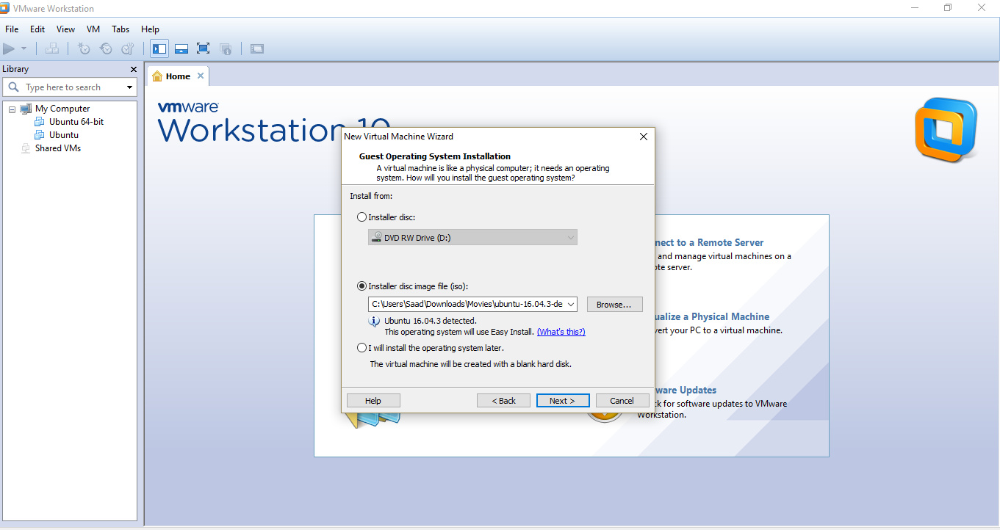 VMware Workstation
File Edit View VM Tabs Help
Library
Type here to search
My Computer
Ubuntu 64-bit
Ubuntu
Shared VMs
Home
vmware
Workstation 10
New Virtual Machine Wizard
Guest Operating System Installation
A virtual machine is like a physical computer; it needs an operating
system. How will you install the guest operating system?
Install from:
Installer disc:
DVD RW Drive (D:)
Installer disc image file (iso):
C:\Users\Saad\Downloads\Movies\ubuntu-16.04.3-de
Browse...
Ubuntu 16.04.3 detected.
This operating system will use Easy Install. (What's this?)
I will install the operating system later.
The virtual machine will be created with a blank hard disk.
Help
< Back
Next >
Cancel
nect to a Remote Server
and manage virtual machines on a
ote server.
ualize a Physical Machine
vert your PC to a virtual machine.
ware Updates
ck for software updates to VMware
Workstation.